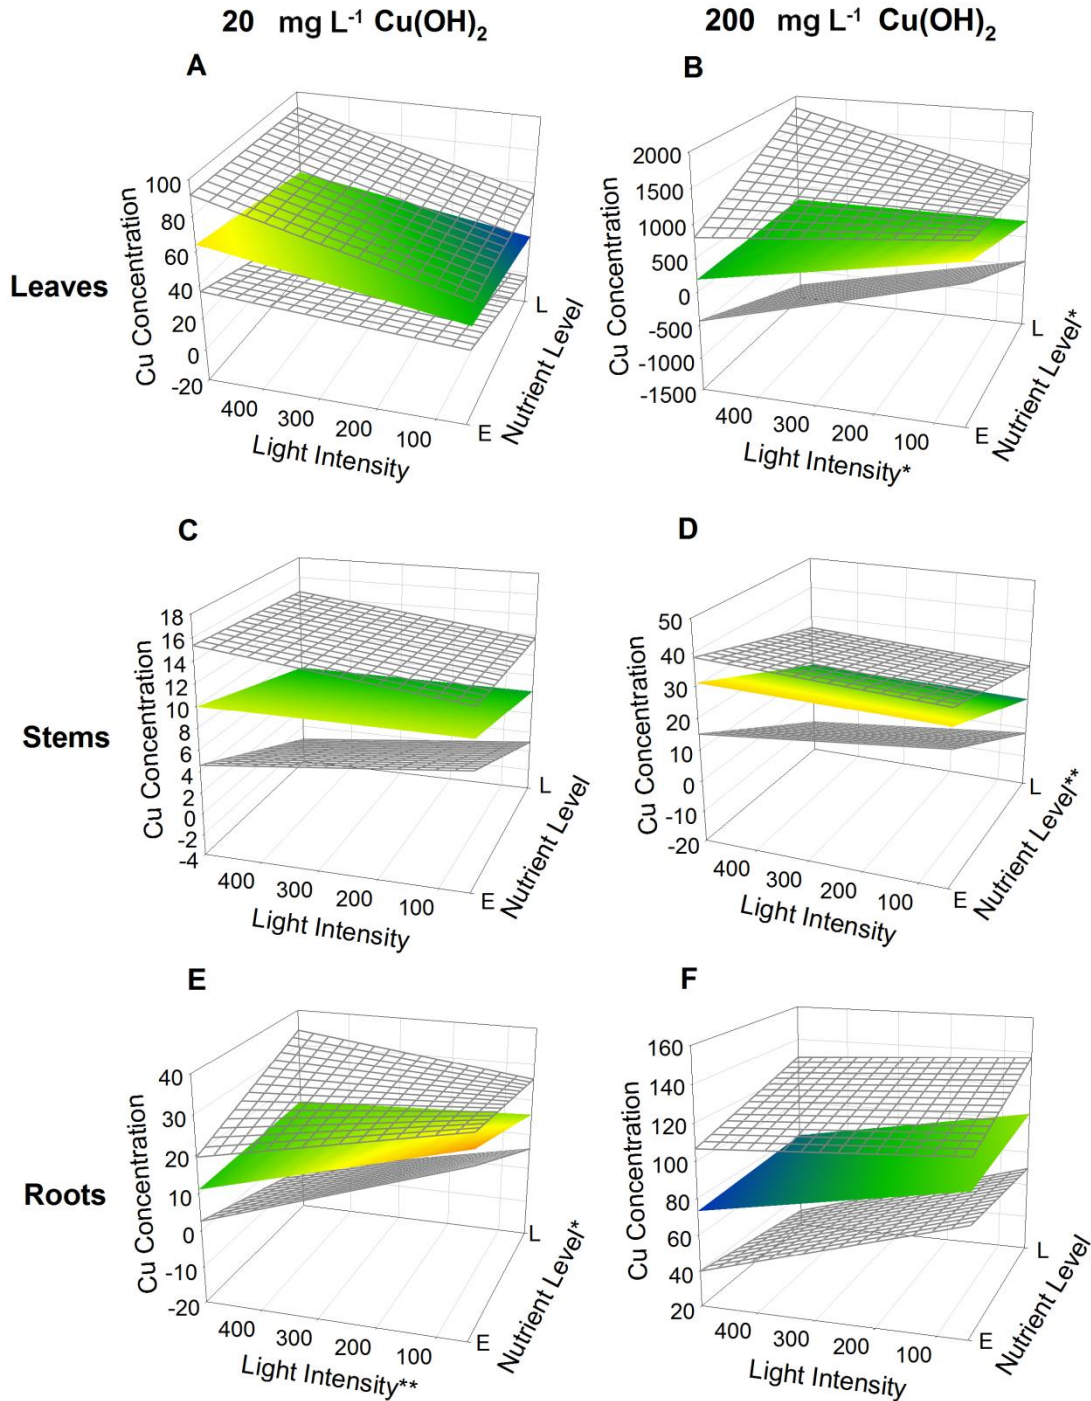 20 mg L-1 Cu(OH)2
200 mg L-1 Cu(OH)2
A
B
Leaves
Cu Concentration
100
80
60
40
20
0
-20
400
300
200
100
Light Intensity
E
L
Nutrient Level
Cu Concentration
2000
1500
1000
500
0
-500
-1000
-1500
400
300
200
100
Light Intensity*
E
L
Nutrient Level*
C
D
Stems
Cu Concentration
18
16
14
12
10
8
6
4
2
0
-2
-4
400
300
200
100
Light Intensity
E
L
Nutrient Level
Cu Concentration
50
40
30
20
10
0
-10
-20
400
300
200
100
Light Intensity
E
L
Nutrient Level**
E
F
Roots
Cu Concentration
40
30
20
10
0
-10
-20
400
300
200
100
Light Intensity**
E
L
Nutrient Level*
Cu Concentration
160
140
120
100
80
60
40
20
400
300
200
100
Light Intensity
E
L
Nutrient Level